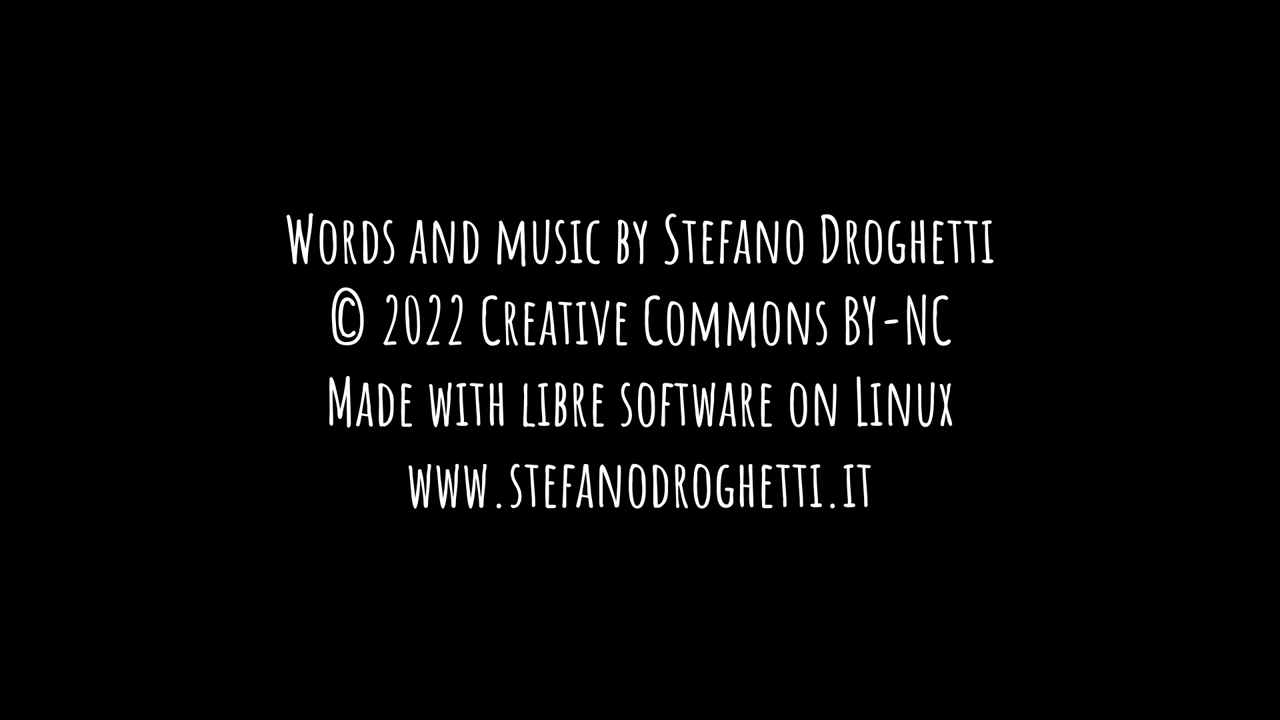 Words and music by Stefano Droghetti
© 2022 Creative Commons BY-NC
Made with libre software on Linux
www.stefanodroghetti.it